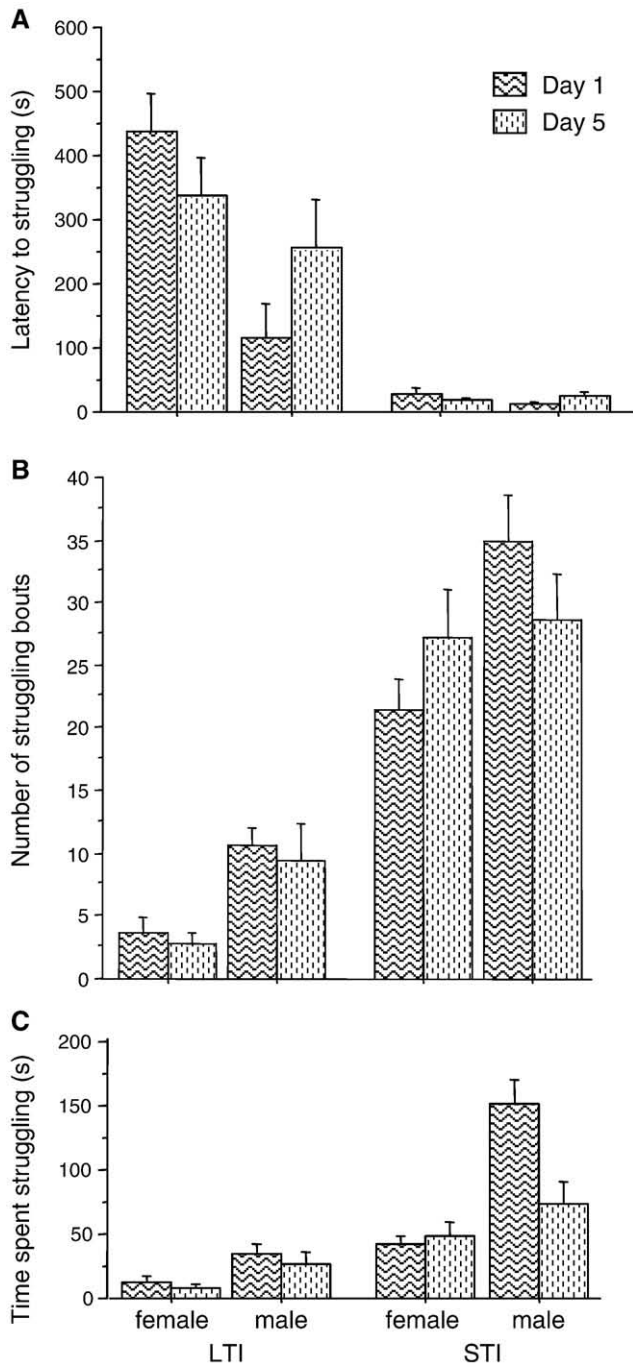 A
600
500
400
300
200
100
0
Latency to struggling (s)
Day 1
Day 5
B
40
35
30
25
20
15
10
5
0
Number of struggling bouts
C
200
150
100
50
0
Time spent struggling (s)
female male female male
LTI STI